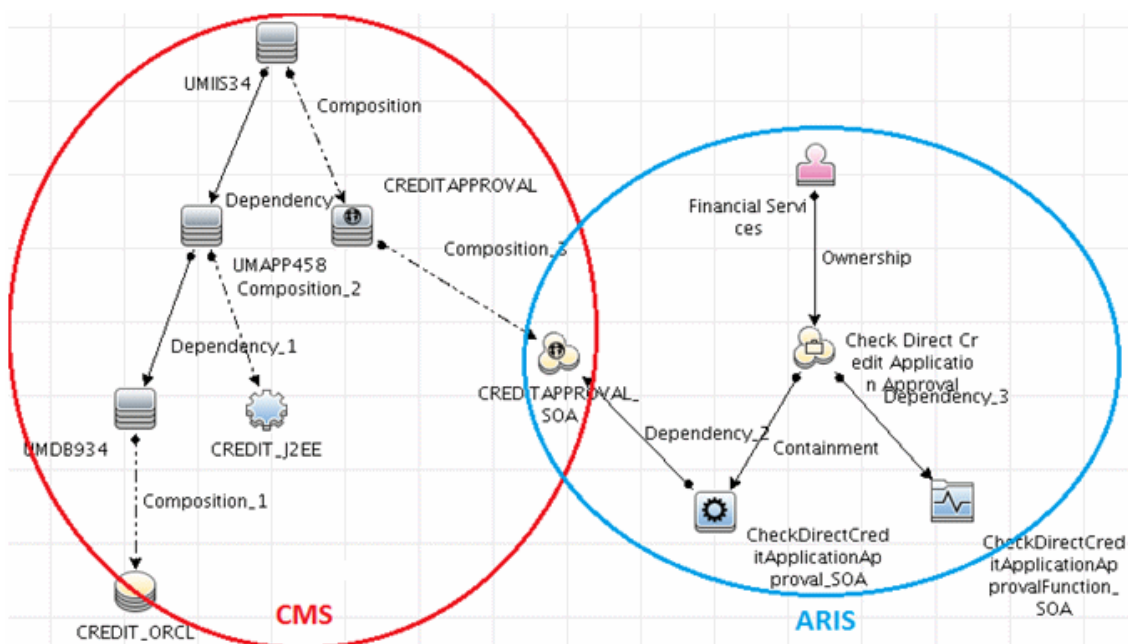 UMIIS34
Composition
CREDITAPPROVAL
Dependency
Financial Servi
ces
UMAPP458
Composition_2
Composition_3
Ownership
Dependency_1
Check Direct Cr
edit Applicatio
n Approval
Dependency_3
CREDITAPPROVAL_
SOA
UMDB934
CREDIT_J2EE
Dependency_2
Containment
Composition_1
CheckDirectCred
itApplicationAp
proval_SOA
CheckDirectCred
itApplicationAp
provalFunction_
SOA
CREDIT_ORCL
CMS
ARIS